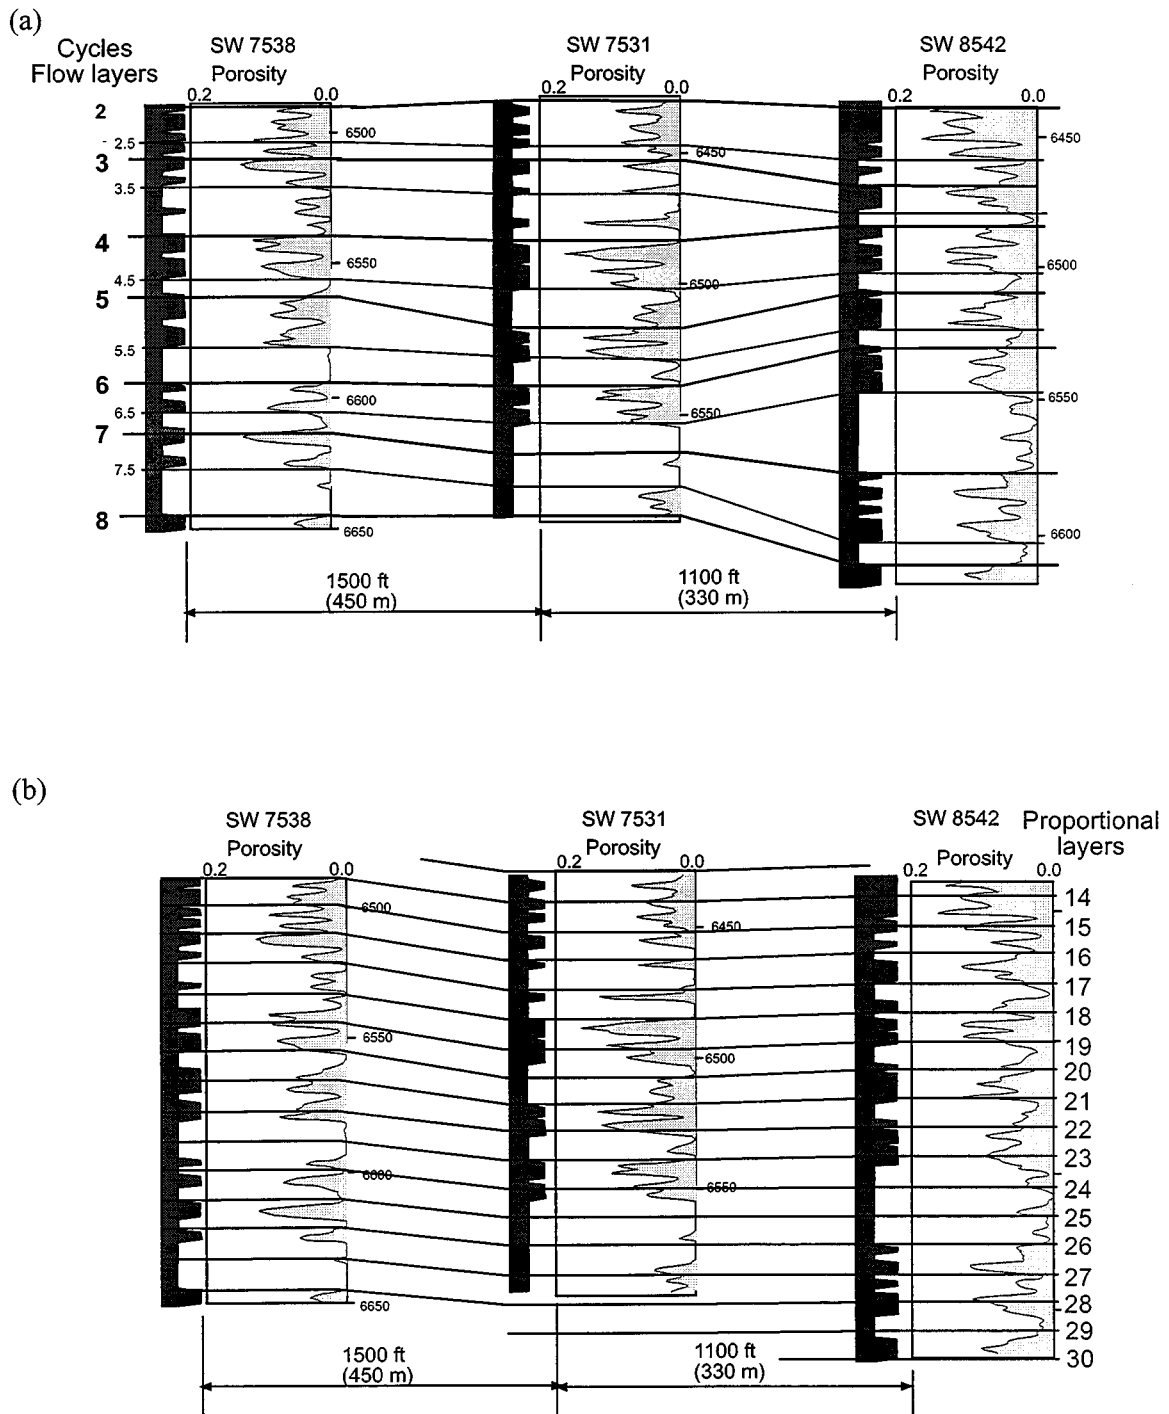 (a)
Cycles
Flow layers
SW 7538
Porosity
0.2 0.0
SW 7531
Porosity
0.2 0.0
SW 8542
Porosity
0.2 0.0
2
2.5
3
3.5
4
4.5
5
5.5
6
6.5
7
7.5
8
6500
6550
6600
6650
6450
6500
6550
6450
6500
6550
6600
1500 ft
(450 m)
1100 ft
(330 m)
(b)
SW 7538
Porosity
0.2 0.0
SW 7531
Porosity
0.2 0.0
SW 8542
Porosity
0.2 0.0
Proportional
layers
6500
6550
6600
6650
6450
6500
6550
14
15
16
17
18
19
20
21
22
23
24
25
26
27
28
29
30
1500 ft
(450 m)
1100 ft
(330 m)